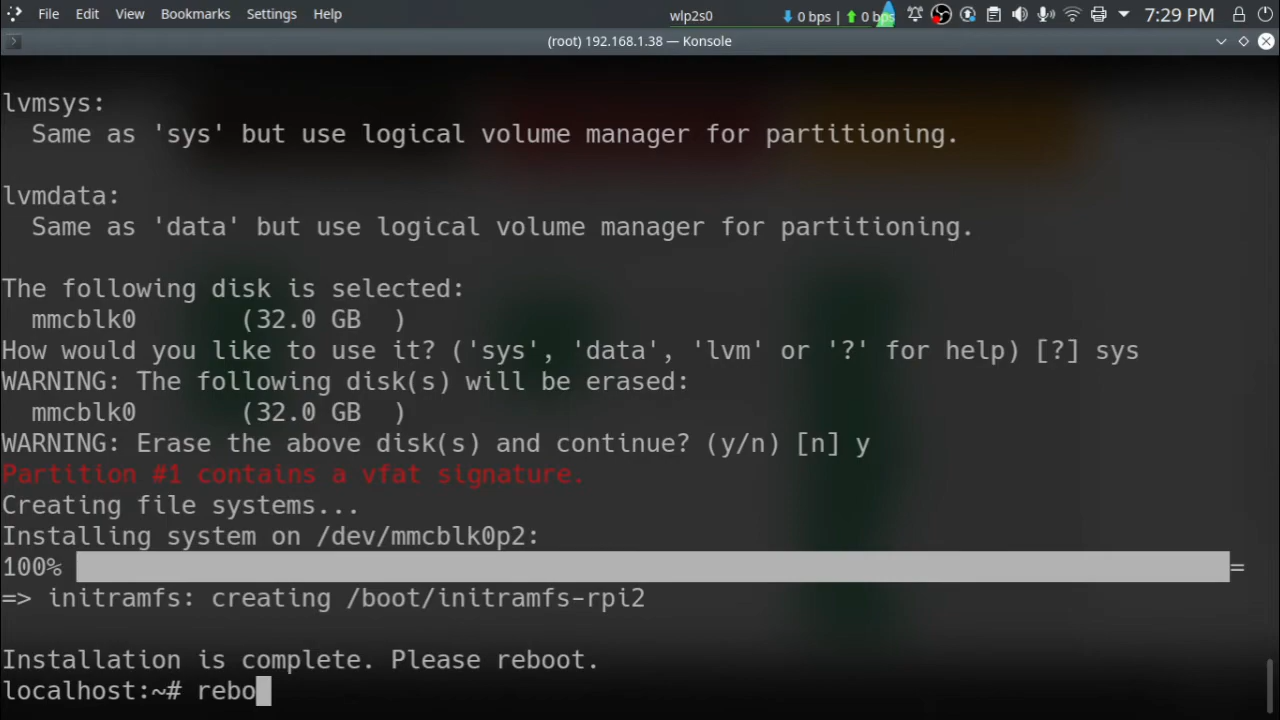 File Edit View Bookmarks Settings Help
wlp2s0
0 bps | 0 bps
7:29 PM
(root) 192.168.1.38 — Konsole
lvmsys:
Same as 'sys' but use logical volume manager for partitioning.
lvmdata:
Same as 'data' but use logical volume manager for partitioning.
The following disk is selected:
mmcblk0 (32.0 GB )
How would you like to use it? ('sys', 'data', 'lvm' or '?' for help) [?] sys
WARNING: The following disk(s) will be erased:
mmcblk0 (32.0 GB )
WARNING: Erase the above disk(s) and continue? (y/n) [n] y
Partition #1 contains a vfat signature.
Creating file systems...
Installing system on /dev/mmcblk0p2:
100% =
=> initramfs: creating /boot/initramfs-rpi2
Installation is complete. Please reboot.
localhost:~# rebo